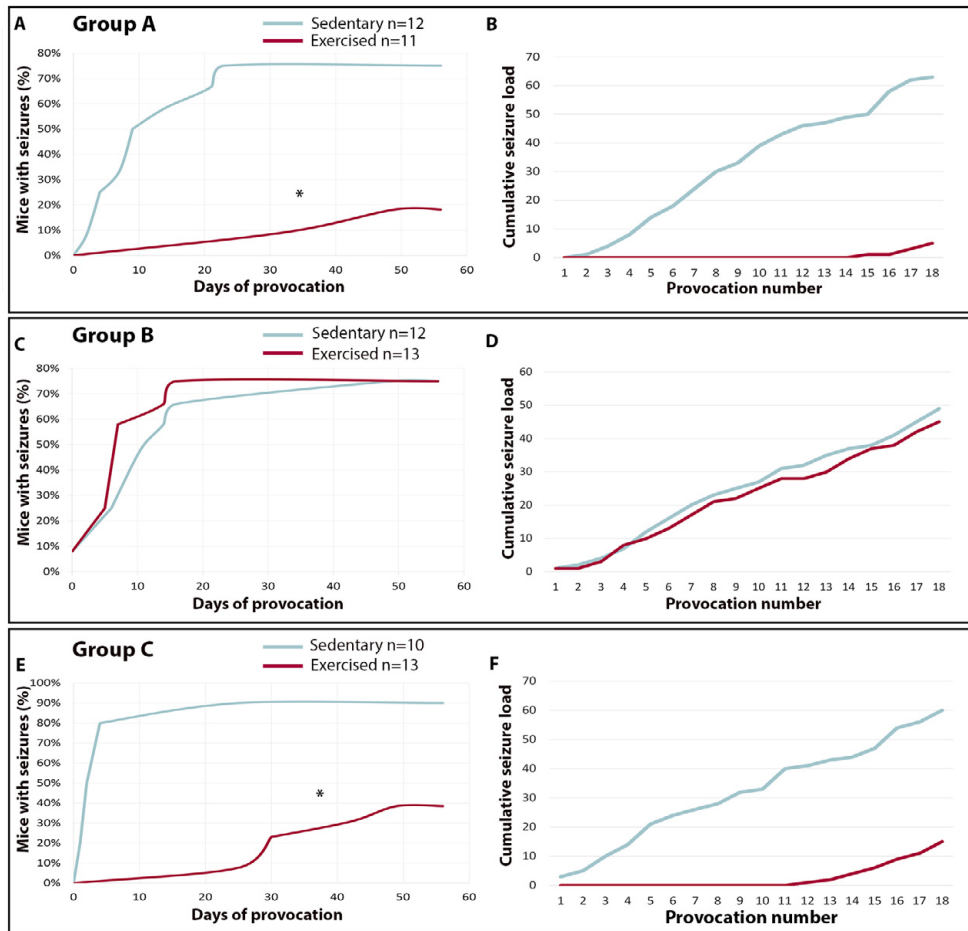 A
Group A
Sedentary n=12
Exercised n=11
Mice with seizures (%)
80%
70%
60%
50%
40%
30%
20%
10%
0%
*
0 10 20 30 40 50 60
Days of provocation
B
Cumulative seizure load
70
60
50
40
30
20
10
0
1 2 3 4 5 6 7 8 9 10 11 12 13 14 15 16 17 18
Provocation number
C
Group B
Sedentary n=12
Exercised n=13
Mice with seizures (%)
80%
70%
60%
50%
40%
30%
20%
10%
0%
0 10 20 30 40 50 60
Days of provocation
D
Cumulative seizure load
60
50
40
30
20
10
0
1 2 3 4 5 6 7 8 9 10 11 12 13 14 15 16 17 18
Provocation number
E
Group C
Sedentary n=10
Exercised n=13
Mice with seizures (%)
100%
90%
80%
70%
60%
50%
40%
30%
20%
10%
0%
*
0 10 20 30 40 50 60
Days of provocation
F
Cumulative seizure load
70
60
50
40
30
20
10
0
1 2 3 4 5 6 7 8 9 10 11 12 13 14 15 16 17 18
Provocation number